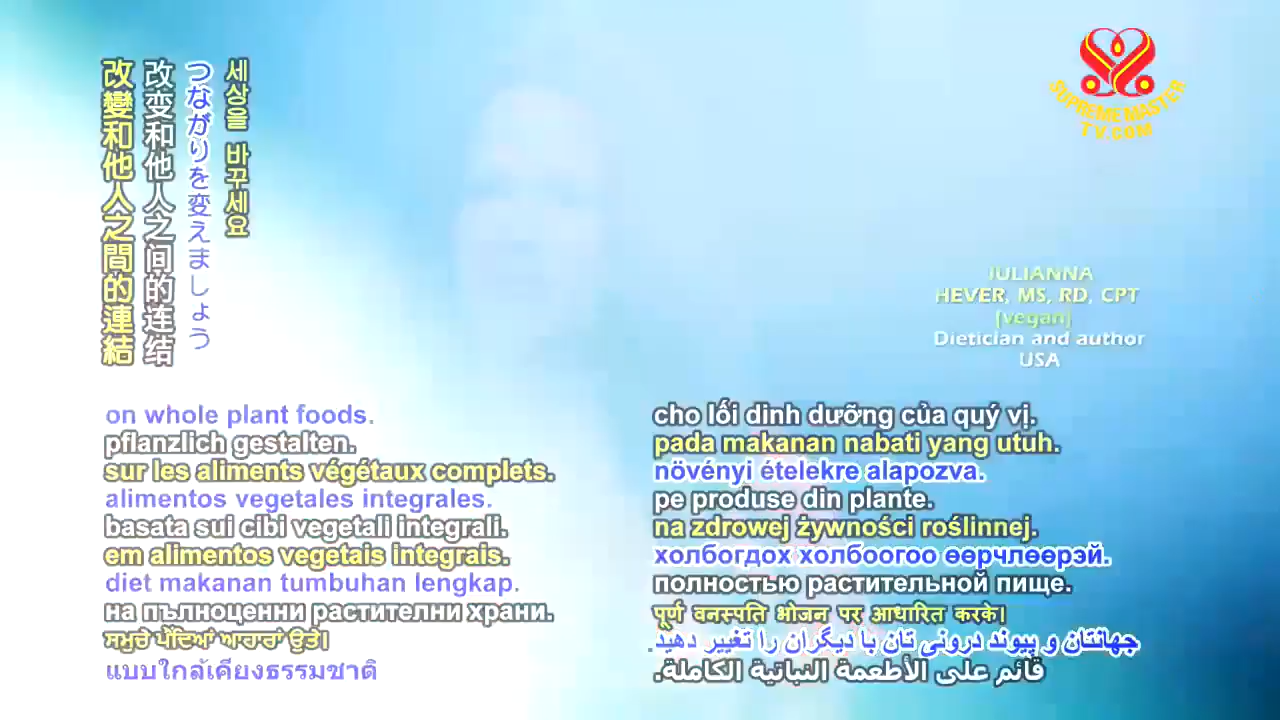 改變和他人之間的連結
改变和他人之间的连结
つながりを変えましょう
세상을 바꾸세요
SUPREME MASTER
TV.COM
JULIANNA
HEVER, MS, RD, CPT
(vegan)
Dietician and author
USA
on whole plant foods.
pflanzlich gestalten.
sur les aliments végétaux complets.
alimentos vegetales integrales.
basata sui cibi vegetali integrali.
em alimentos vegetais integrais.
diet makanan tumbuhan lengkap.
на пълноценни растителни храни.
ਸਮੁਚੇ ਪੌਦਿਆਂ ਆਹਾਰਾਂ ਉਤੇ।
แบบใกล้เคียงธรรมชาติ
cho lối dinh dưỡng của quý vị.
pada makanan nabati yang utuh.
növényi ételekre alapozva.
pe produse din plante.
na zdrowej żywności roślinnej.
холбогдох холбоогоо өөрчлөөрэй.
полностью растительной пище.
पूर्ण वनस्पति भोजन पर आधारित करके।
جهانتان و پیوند درونی تان با دیگران را تغییر دهید.
قائم على الأطعمة النباتية الكاملة.